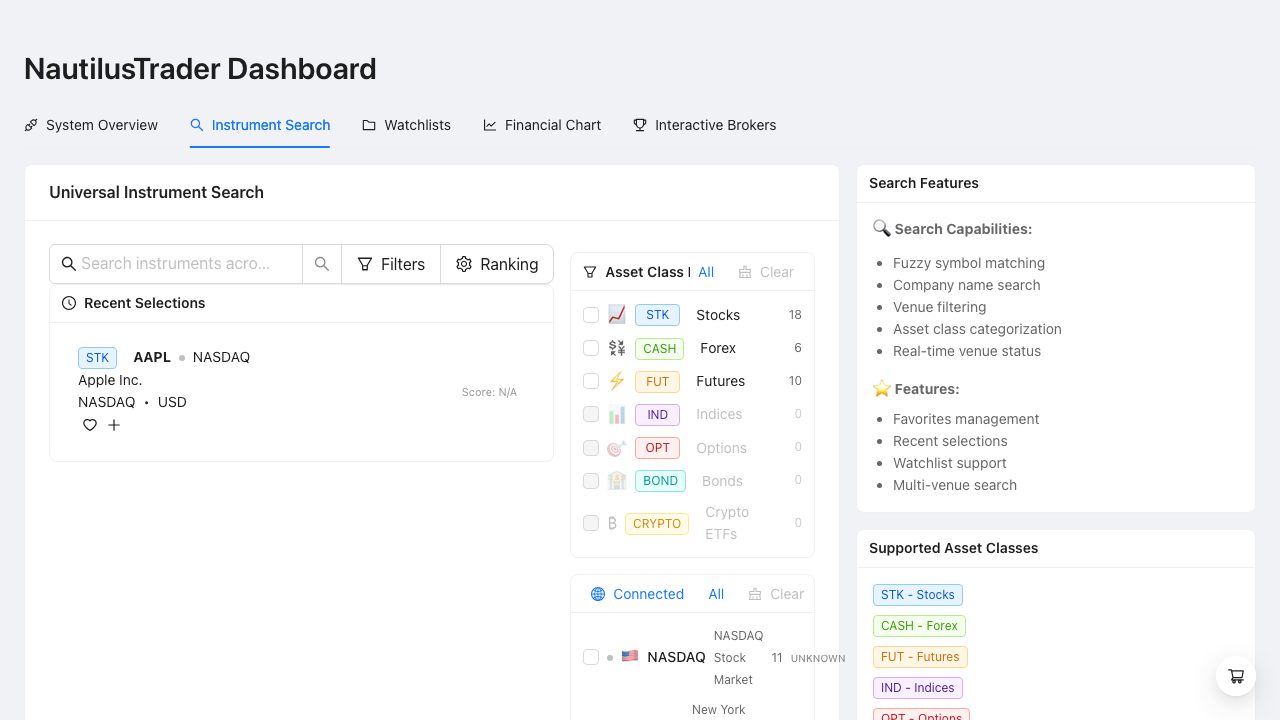 NautilusTrader Dashboard
System Overview
Instrument Search
Watchlists
Financial Chart
Interactive Brokers
Universal Instrument Search
Search instruments acro...
Filters
Ranking
Recent Selections
STK AAPL NASDAQ
Apple Inc.
NASDAQ • USD
Score: N/A
Asset Class All Clear
STK Stocks 18
CASH Forex 6
FUT Futures 10
IND Indices 0
OPT Options 0
BOND Bonds 0
₿ CRYPTO Crypto ETFs 0
Connected All Clear
NASDAQ NASDAQ Stock Market 11 UNKNOWN
New York
Search Features
Search Capabilities:
• Fuzzy symbol matching
• Company name search
• Venue filtering
• Asset class categorization
• Real-time venue status
Features:
• Favorites management
• Recent selections
• Watchlist support
• Multi-venue search
Supported Asset Classes
STK - Stocks
CASH - Forex
FUT - Futures
IND - Indices
OPT - Options